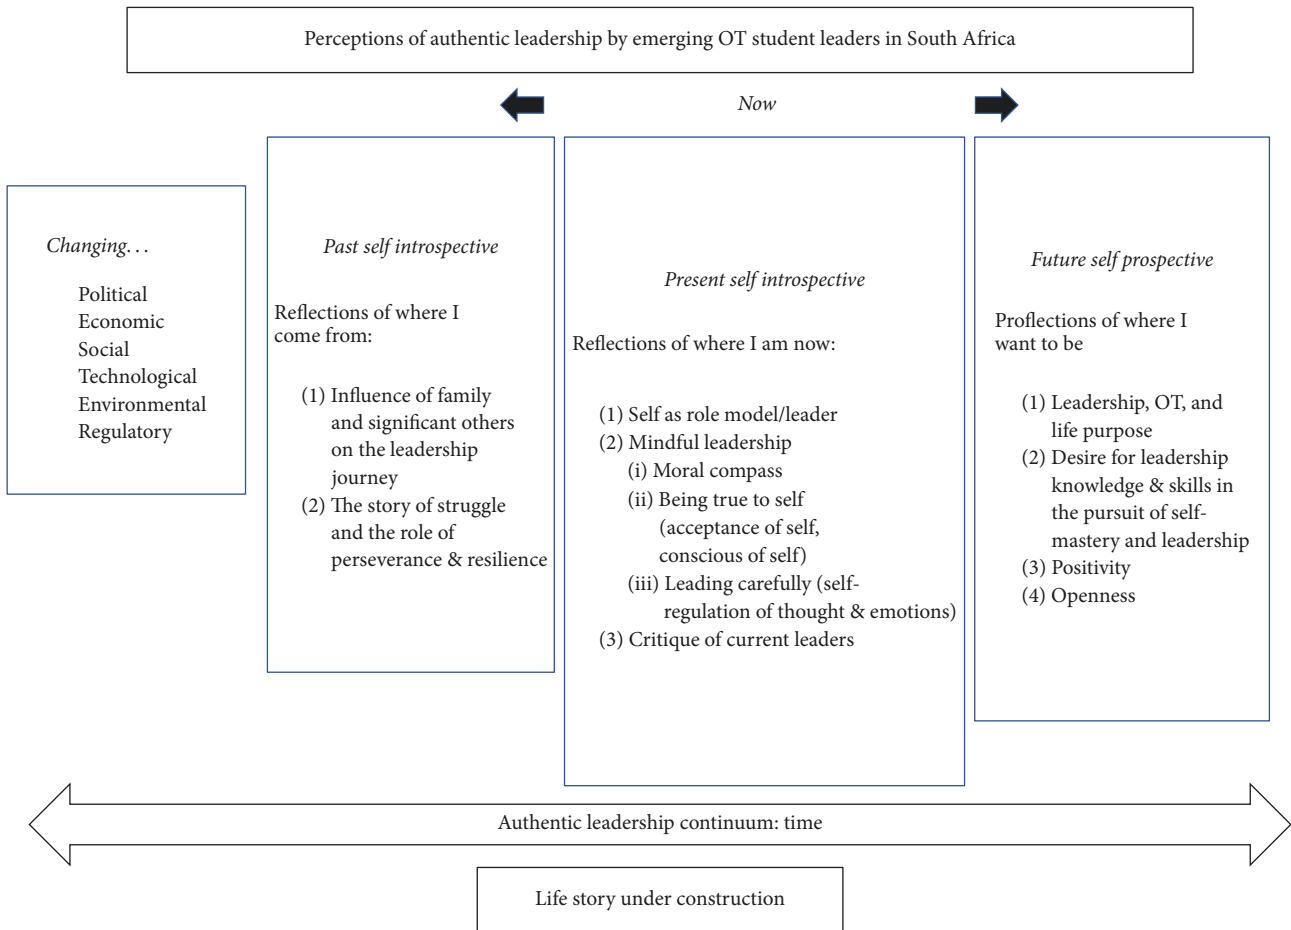 Perceptions of authentic leadership by emerging OT student leaders in South Africa
Now
Changing. . .
Political
Economic
Social
Technological
Environmental
Regulatory
Past self introspective
Reflections of where I
come from:
(1) Influence of family
and significant others
on the leadership
journey
(2) The story of struggle
and the role of
perseverance & resilience
Present self introspective
Reflections of where I am now:
(1) Self as role model/leader
(2) Mindful leadership
(i) Moral compass
(ii) Being true to self
(acceptance of self,
conscious of self)
(iii) Leading carefully (self-
regulation of thought & emotions)
(3) Critique of current leaders
Future self prospective
Proflections of where I
want to be
(1) Leadership, OT, and
life purpose
(2) Desire for leadership
knowledge & skills in
the pursuit of self-
mastery and leadership
(3) Positivity
(4) Openness
Authentic leadership continuum: time
Life story under construction